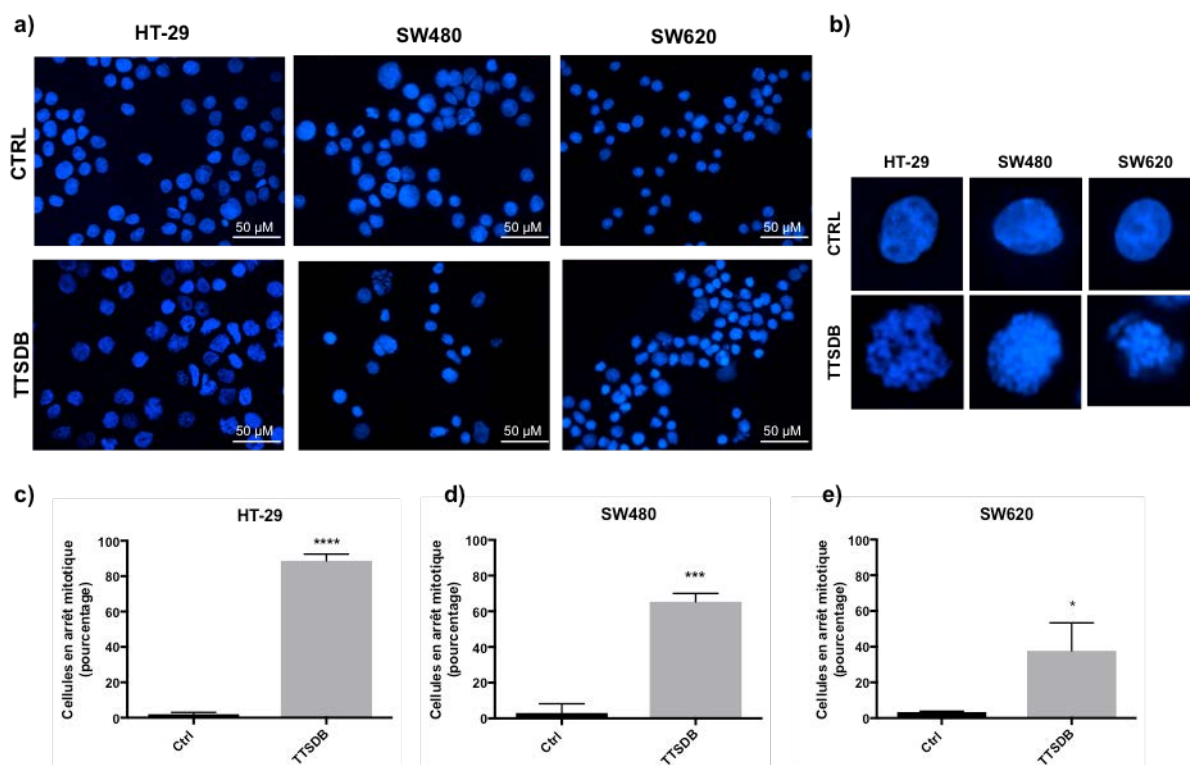 a)
HT-29
SW480
SW620
CTRL
50 µM
50 µM
50 µM
TTSDB
50 µM
50 µM
50 µM
b)
HT-29
SW480
SW620
CTRL
TTSDB
c)
HT-29
Cellules en arrêt mitotique
(pourcentage)
100
80
60
40
20
0
****
Ctrl
TTSDB
d)
SW480
Cellules en arrêt mitotique
(pourcentage)
100
80
60
40
20
0
***
Ctrl
TTSDB
e)
SW620
Cellules en arrêt mitotique
(pourcentage)
100
80
60
40
20
0
*
Ctrl
TTSDB